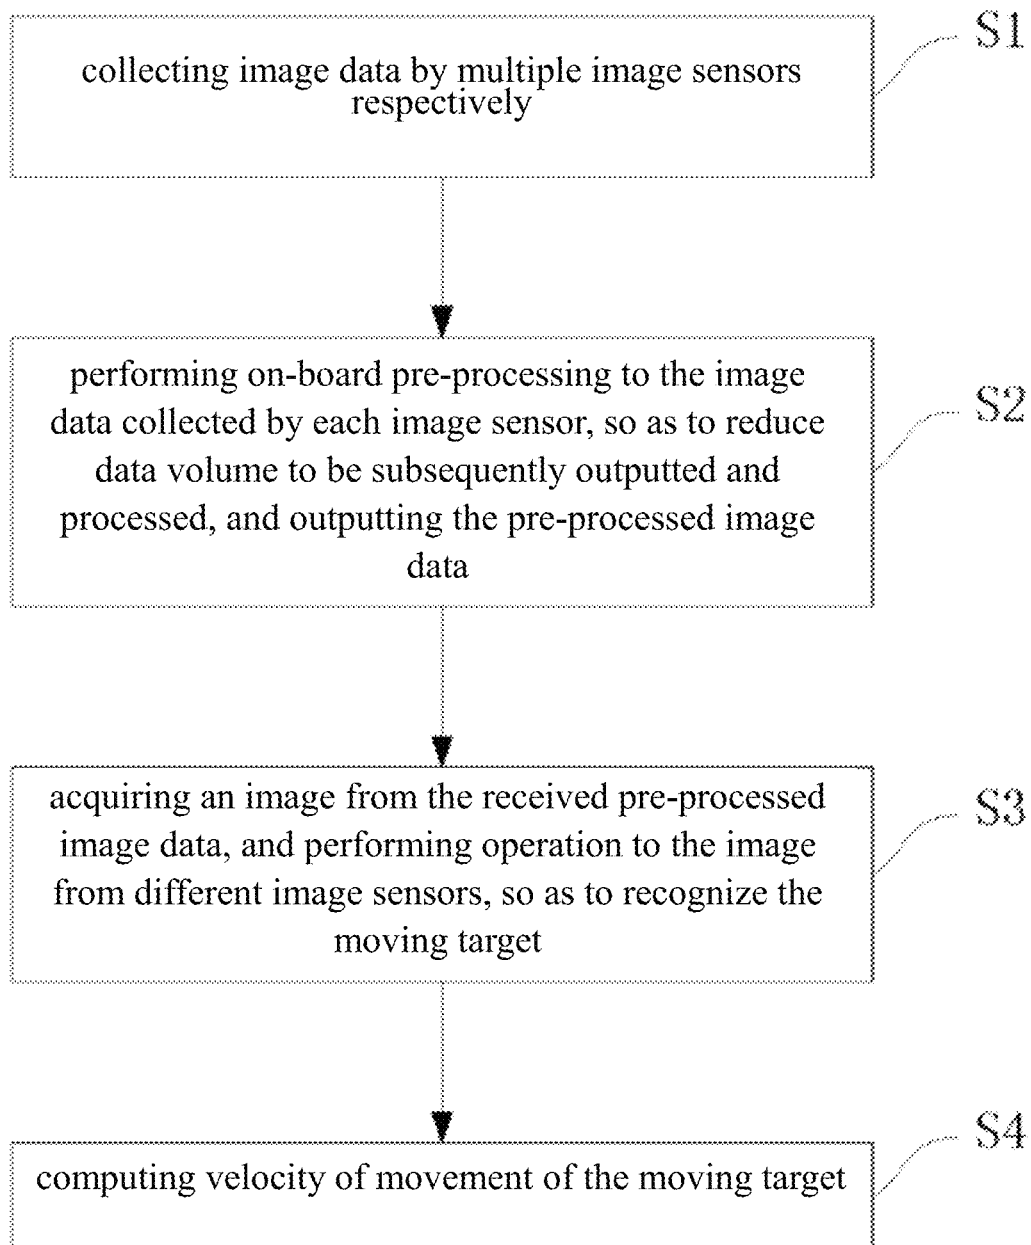 S1
collecting image data by multiple image sensors
respectively
S2
performing on-board pre-processing to the image
data collected by each image sensor, so as to reduce
data volume to be subsequently outputted and
processed, and outputting the pre-processed image
data
S3
acquiring an image from the received pre-processed
image data, and performing operation to the image
from different image sensors, so as to recognize the
moving target
S4
computing velocity of movement of the moving target